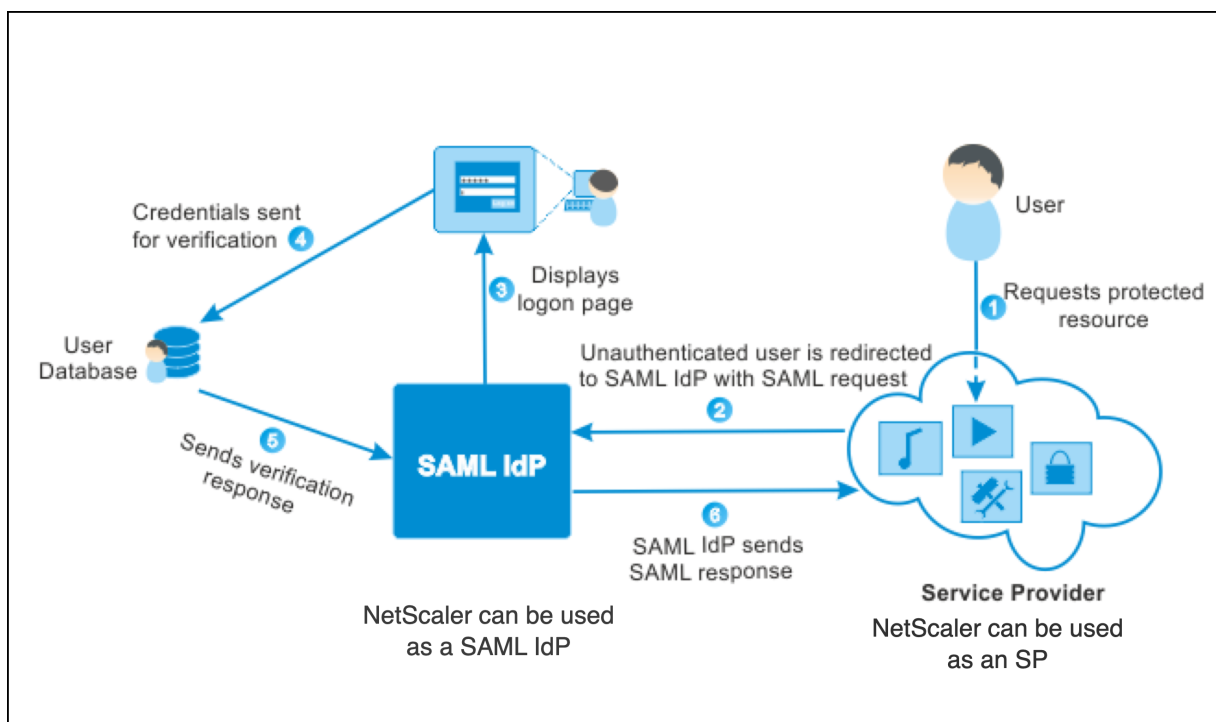 User
1
Requests protected
resource
Credentials sent
for verification
4
3
Displays
logon page
User
Database
Unauthenticated user is redirected
to SAML IdP with SAML request
2
5
Sends verification
response
SAML IdP
6
SAML IdP sends
SAML response
Service Provider
NetScaler can be used
as a SAML IdP
NetScaler can be used
as an SP